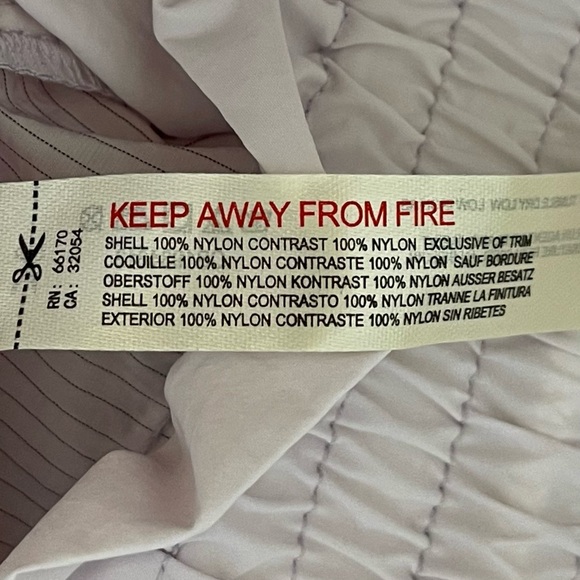 KEEP AWAY FROM FIRE
SHELL 100% NYLON CONTRAST 100% NYLON EXCLUSIVE OF TRIM
COQUILLE 100% NYLON CONTRASTE 100% NYLON SAUF BORDURE
OBERSTOFF 100% NYLON KONTRAST 100% NYLON AUSSER BESATZ
SHELL 100% NYLON CONTRASTO 100% NYLON TRANNE LA FINITURA
EXTERIOR 100% NYLON CONTRASTE 100% NYLON SIN RIBETES
RN: 66170
CA: 32054